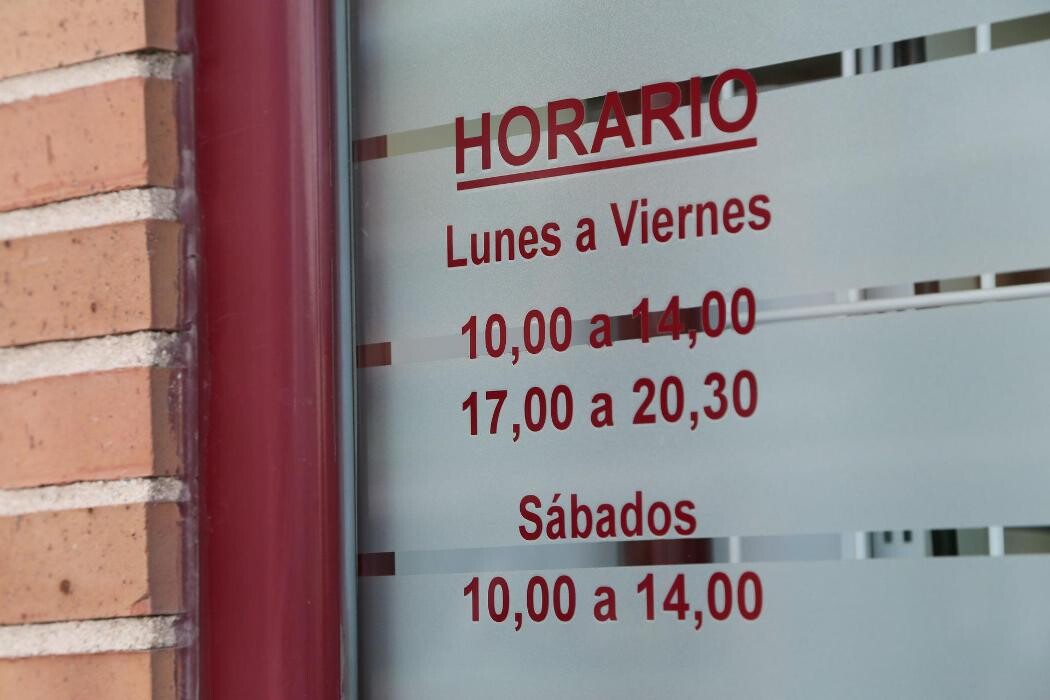 HORARIO
Lunes a Viernes
10,00 a 14,00
17,00 a 20,30
Sábados
10,00 a 14,00